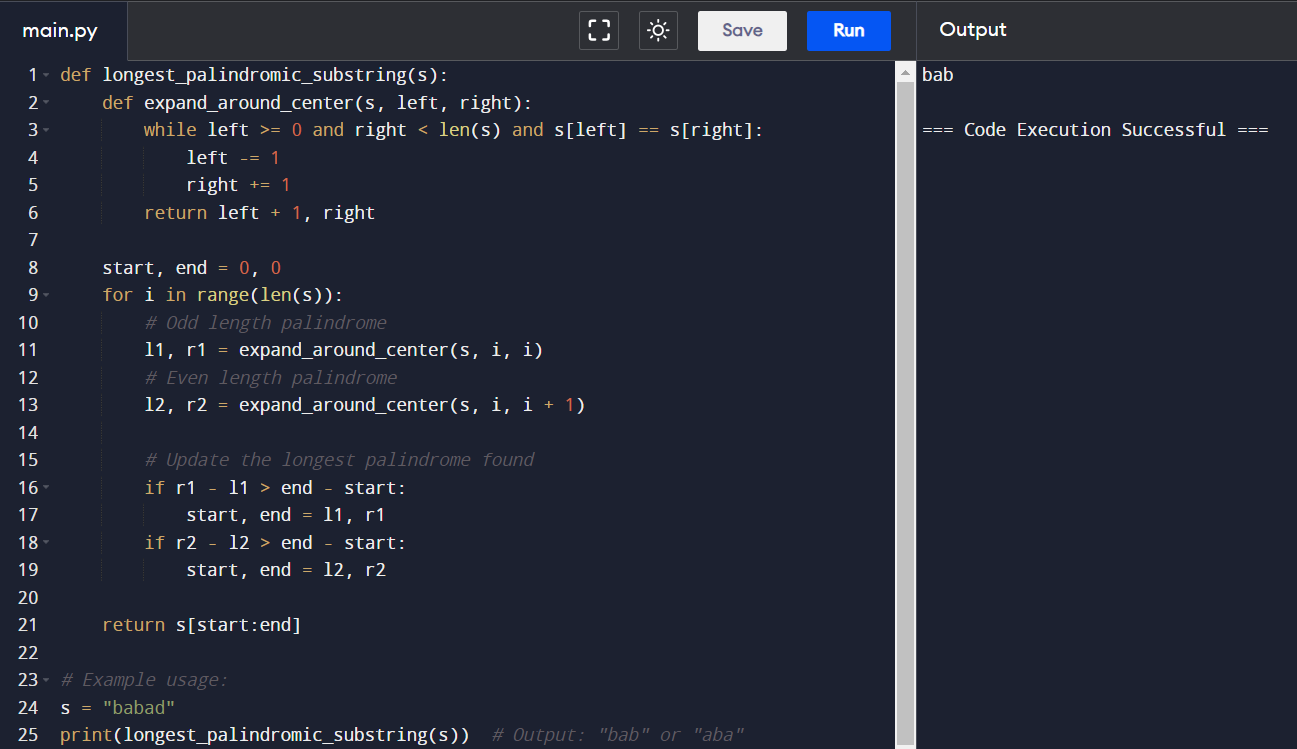 main.py
Save
Run
Output
1 def longest_palindromic_substring(s):
2     def expand_around_center(s, left, right):
3         while left >= 0 and right < len(s) and s[left] == s[right]:
4             left -= 1
5             right += 1
6         return left + 1, right
7
8     start, end = 0, 0
9     for i in range(len(s)):
10         # Odd length palindrome
11         l1, r1 = expand_around_center(s, i, i)
12         # Even length palindrome
13         l2, r2 = expand_around_center(s, i, i + 1)
14
15         # Update the longest palindrome found
16         if r1 - l1 > end - start:
17             start, end = l1, r1
18         if r2 - l2 > end - start:
19             start, end = l2, r2
20
21     return s[start:end]
22
23 # Example usage:
24 s = "babad"
25 print(longest_palindromic_substring(s))  # Output: "bab" or "aba"
bab
=== Code Execution Successful ===